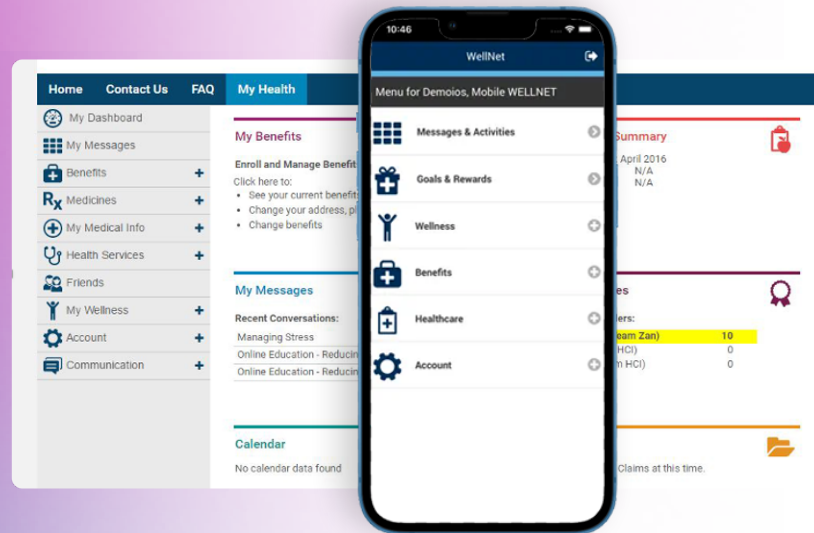 Home Contact Us FAQ My Health
My Dashboard
My Messages
Benefits +
Rx Medicines +
My Medical Info +
Health Services +
Friends
My Wellness +
Account +
Communication +
My Benefits
Enroll and Manage Benefit
Click here to:
See your current benefit
Change your address, pl
Change benefits
My Messages
Recent Conversations:
Managing Stress
Online Education - Reducin
Online Education - Reducin
Calendar
No calendar data found
10:46
WellNet
Menu for Demoios, Mobile WELLNET
Messages & Activities
Goals & Rewards
Wellness
Benefits
Healthcare
Account
Summary
April 2016
N/A
N/A
es
ers:
eam Zan) 10
HCI) 0
n HCI) 0
Claims at this time.